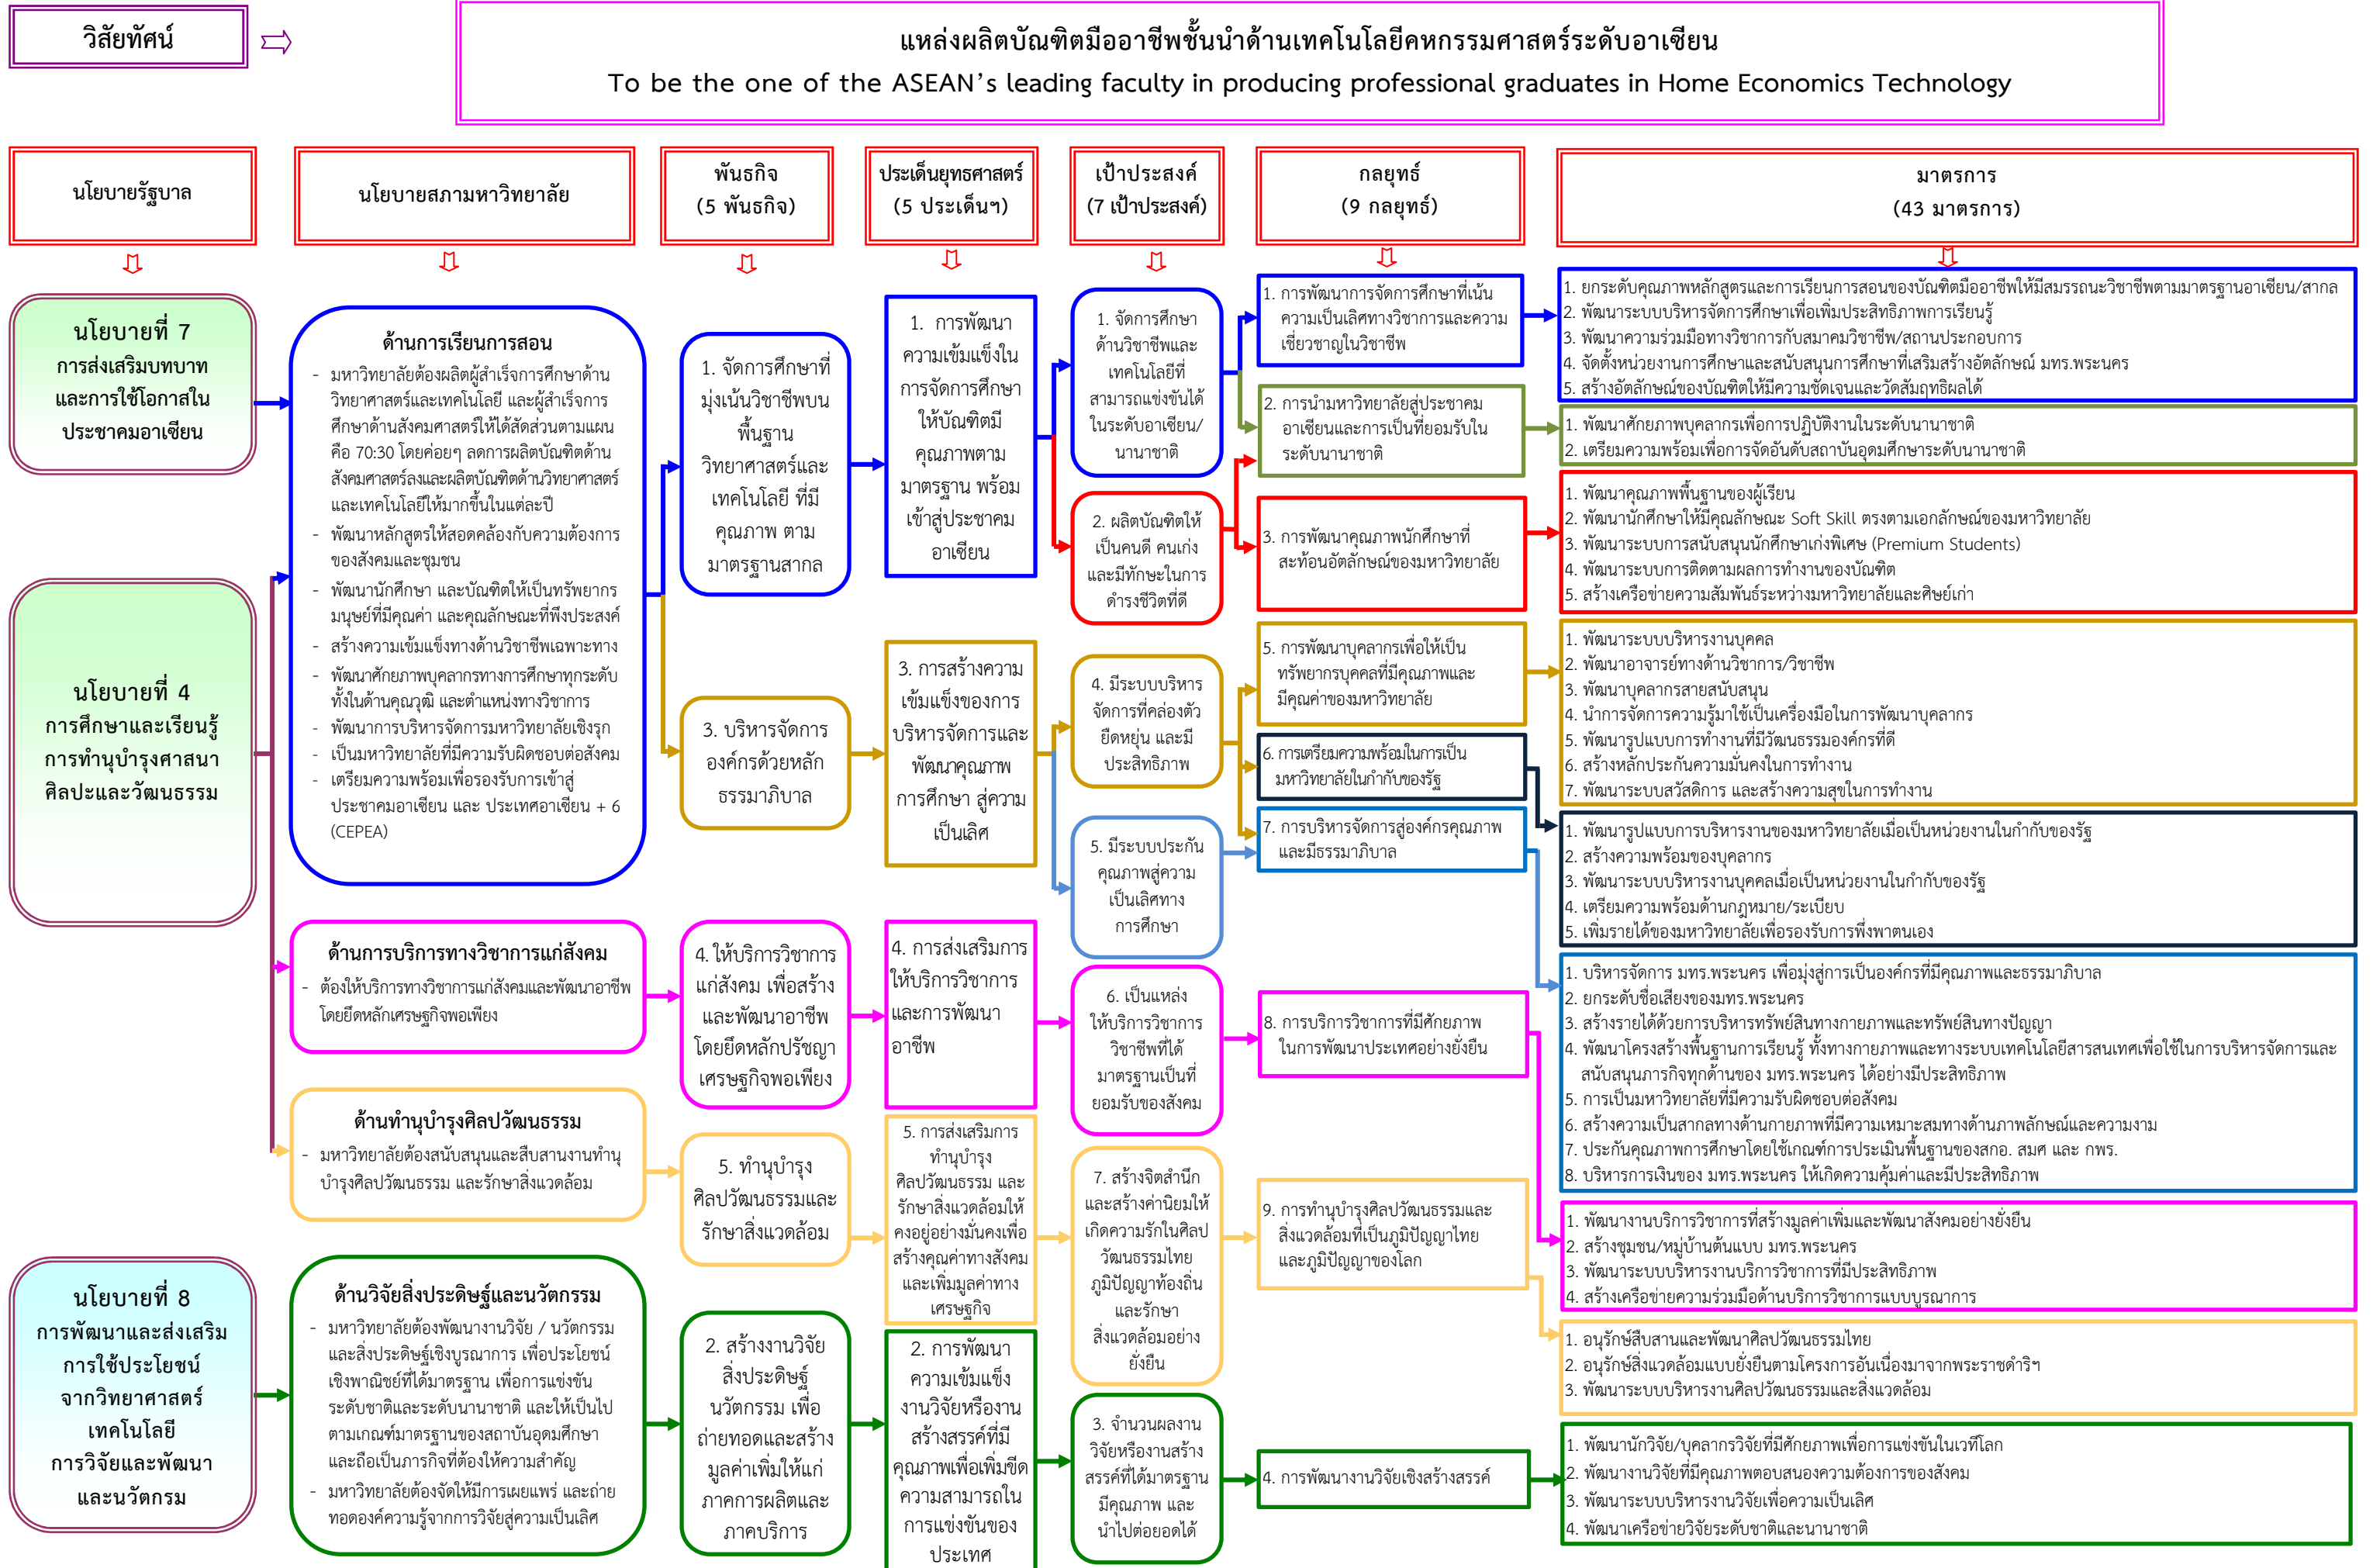 วิสัยทัศน์
แหล่งผลิตบัณฑิตมืออาชีพชั้นนำด้านเทคโนโลยีคหกรรมศาสตร์ระดับอาเซียน
To be the one of the ASEAN's leading faculty in producing professional graduates in Home Economics Technology
นโยบายรัฐบาล
นโยบายสภามหาวิทยาลัย
พันธกิจ
(5 พันธกิจ)
ประเด็นยุทธศาสตร์
(5 ประเด็นฯ)
เป้าประสงค์
(7 เป้าประสงค์)
กลยุทธ์
(9 กลยุทธ์)
มาตรการ
(43 มาตรการ)
นโยบายที่ 7
การส่งเสริมบทบาท
และการใช้โอกาสใน
ประชาคมอาเซียน
นโยบายที่ 4
การศึกษาและเรียนรู้
การทำนุบำรุงศาสนา
ศิลปะและวัฒนธรรม
นโยบายที่ 8
การพัฒนาและส่งเสริม
การใช้ประโยชน์
จากวิทยาศาสตร์
เทคโนโลยี
การวิจัยและพัฒนา
และนวัตกรม
ด้านการเรียนการสอน
- มหาวิทยาลัยต้องผลิตผู้สำเร็จการศึกษาด้าน
วิทยาศาสตร์และเทคโนโลยี และผู้สำเร็จการ
ศึกษาด้านสังคมศาสตร์ให้ได้สัดส่วนตามแผน
คือ 70:30 โดยค่อยๆ ลดการผลิตบัณฑิตด้าน
สังคมศาสตร์ลงและผลิตบัณฑิตด้านวิทยาศาสตร์
และเทคโนโลยีให้มากขึ้นในแต่ละปี
- พัฒนาหลักสูตรให้สอดคล้องกับความต้องการ
ของสังคมและชุมชน
- พัฒนานักศึกษา และบัณฑิตให้เป็นทรัพยากร
มนุษย์ที่มีคุณค่า และคุณลักษณะที่พึงประสงค์
- สร้างความเข้มแข็งทางด้านวิชาชีพเฉพาะทาง
- พัฒนาศักยภาพบุคลากรทางการศึกษาทุกระดับ
ทั้งในด้านคุณวุฒิ และตำแหน่งทางวิชาการ
- พัฒนาการบริหารจัดการมหาวิทยาลัยเชิงรุก
- เป็นมหาวิทยาลัยที่มีความรับผิดชอบต่อสังคม
- เตรียมความพร้อมเพื่อรองรับการเข้าสู่
ประชาคมอาเซียน และ ประเทศอาเซียน + 6
(CEPEA)
ด้านการบริการทางวิชาการแก่สังคม
- ต้องให้บริการทางวิชาการแก่สังคมและพัฒนาอาชีพ
โดยยึดหลักเศรษฐกิจพอเพียง
ด้านทำนุบำรุงศิลปวัฒนธรรม
- มหาวิทยาลัยต้องสนับสนุนและสืบสานงานทำนุ
บำรุงศิลปวัฒนธรรม และรักษาสิ่งแวดล้อม
ด้านวิจัยสิ่งประดิษฐ์และนวัตกรรม
- มหาวิทยาลัยต้องพัฒนางานวิจัย / นวัตกรรม
และสิ่งประดิษฐ์เชิงบูรณาการ เพื่อประโยชน์
เชิงพาณิชย์ที่ได้มาตรฐาน เพื่อการแข่งขัน
ระดับชาติและระดับนานาชาติ และให้เป็นไป
ตามเกณฑ์มาตรฐานของสถาบันอุดมศึกษา
และถือเป็นภารกิจที่ต้องให้ความสำคัญ
- มหาวิทยาลัยต้องจัดให้มีการเผยแพร่ และถ่าย
ทอดองค์ความรู้จากการวิจัยสู่ความเป็นเลิศ
1. จัดการศึกษาที่
มุ่งเน้นวิชาชีพบน
พื้นฐาน
วิทยาศาสตร์และ
เทคโนโลยี ที่มี
คุณภาพ ตาม
มาตรฐานสากล
3. บริหารจัดการ
องค์กรด้วยหลัก
ธรรมาภิบาล
4. ให้บริการวิชาการ
แก่สังคม เพื่อสร้าง
และพัฒนาอาชีพ
โดยยึดหลักปรัชญา
เศรษฐกิจพอเพียง
5. ทำนุบำรุง
ศิลปวัฒนธรรมและ
รักษาสิ่งแวดล้อม
2. สร้างงานวิจัย
สิ่งประดิษฐ์
นวัตกรรม เพื่อ
ถ่ายทอดและสร้าง
มูลค่าเพิ่มให้แก่
ภาคการผลิตและ
ภาคบริการ
1. การพัฒนา
ความเข้มแข็งใน
การจัดการศึกษา
ให้บัณฑิตมี
คุณภาพตาม
มาตรฐาน พร้อม
เข้าสู่ประชาคม
อาเซียน
3. การสร้างความ
เข้มแข็งของการ
บริหารจัดการและ
พัฒนาคุณภาพ
การศึกษา สู่ความ
เป็นเลิศ
4. การส่งเสริมการ
ให้บริการวิชาการ
และการพัฒนา
อาชีพ
5. การส่งเสริมการ
ทำนุบำรุง
ศิลปวัฒนธรรม และ
รักษาสิ่งแวดล้อมให้
คงอยู่อย่างมั่นคงเพื่อ
สร้างคุณค่าทางสังคม
และเพิ่มมูลค่าทาง
เศรษฐกิจ
2. การพัฒนา
ความเข้มแข็ง
งานวิจัยหรืองาน
สร้างสรรค์ที่มี
คุณภาพเพื่อเพิ่มขีด
ความสามารถใน
การแข่งขันของ
ประเทศ
1. จัดการศึกษา
ด้านวิชาชีพและ
เทคโนโลยีที่
สามารถแข่งขันได้
ในระดับอาเซียน/
นานาชาติ
2. ผลิตบัณฑิตให้
เป็นคนดี คนเก่ง
และมีทักษะในการ
ดำรงชีวิตที่ดี
4. มีระบบบริหาร
จัดการที่คล่องตัว
ยืดหยุ่น และมี
ประสิทธิภาพ
5. มีระบบประกัน
คุณภาพสู่ความ
เป็นเลิศทาง
การศึกษา
6. เป็นแหล่ง
ให้บริการวิชาการ
วิชาชีพที่ได้
มาตรฐานเป็นที่
ยอมรับของสังคม
7. สร้างจิตสำนึก
และสร้างค่านิยมให้
เกิดความรักในศิลป
วัฒนธรรมไทย
ภูมิปัญญาท้องถิ่น
และรักษา
สิ่งแวดล้อมอย่าง
ยั่งยืน
3. จำนวนผลงาน
วิจัยหรืองานสร้าง
สรรค์ที่ได้มาตรฐาน
มีคุณภาพ และ
นำไปต่อยอดได้
1. การพัฒนาการจัดการศึกษาที่เน้น
ความเป็นเลิศทางวิชาการและความ
เชี่ยวชาญในวิชาชีพ
2. การนำมหาวิทยาลัยสู่ประชาคม
อาเซียนและการเป็นที่ยอมรับใน
ระดับนานาชาติ
3. การพัฒนาคุณภาพนักศึกษาที่
สะท้อนอัตลักษณ์ของมหาวิทยาลัย
5. การพัฒนาบุคลากรเพื่อให้เป็น
ทรัพยากรบุคคลที่มีคุณภาพและ
มีคุณค่าของมหาวิทยาลัย
6. การเตรียมความพร้อมในการเป็น
มหาวิทยาลัยในกำกับของรัฐ
7. การบริหารจัดการสู่องค์กรคุณภาพ
และมีธรรมาภิบาล
8. การบริการวิชาการที่มีศักยภาพ
ในการพัฒนาประเทศอย่างยั่งยืน
9. การทำนุบำรุงศิลปวัฒนธรรมและ
สิ่งแวดล้อมที่เป็นภูมิปัญญาไทย
และภูมิปัญญาของโลก
4. การพัฒนางานวิจัยเชิงสร้างสรรค์
1. ยกระดับคุณภาพหลักสูตรและการเรียนการสอนของบัณฑิตมืออาชีพให้มีสมรรถนะวิชาชีพตามมาตรฐานอาเซียน/สากล
2. พัฒนาระบบบริหารจัดการศึกษาเพื่อเพิ่มประสิทธิภาพการเรียนรู้
3. พัฒนาความร่วมมือทางวิชาการกับสมาคมวิชาชีพ/สถานประกอบการ
4. จัดตั้งหน่วยงานการศึกษาและสนับสนุนการศึกษาที่เสริมสร้างอัตลักษณ์ มทร.พระนคร
5. สร้างอัตลักษณ์ของบัณฑิตให้มีความชัดเจนและวัดสัมฤทธิผลได้
1. พัฒนาศักยภาพบุคลากรเพื่อการปฏิบัติงานในระดับนานาชาติ
2. เตรียมความพร้อมเพื่อการจัดอันดับสถาบันอุดมศึกษาระดับนานาชาติ
1. พัฒนาคุณภาพพื้นฐานของผู้เรียน
2. พัฒนานักศึกษาให้มีคุณลักษณะ Soft Skill ตรงตามเอกลักษณ์ของมหาวิทยาลัย
3. พัฒนาระบบการสนับสนุนนักศึกษาเก่งพิเศษ (Premium Students)
4. พัฒนาระบบการติดตามผลการทำงานของบัณฑิต
5. สร้างเครือข่ายความสัมพันธ์ระหว่างมหาวิทยาลัยและศิษย์เก่า
1. พัฒนาระบบบริหารงานบุคคล
2. พัฒนาอาจารย์ทางด้านวิชาการ/วิชาชีพ
3. พัฒนาบุคลากรสายสนับสนุน
4. นำการจัดการความรู้มาใช้เป็นเครื่องมือในการพัฒนาบุคลากร
5. พัฒนารูปแบบการทำงานที่มีวัฒนธรรมองค์กรที่ดี
6. สร้างหลักประกันความมั่นคงในการทำงาน
7. พัฒนาระบบสวัสดิการ และสร้างความสุขในการทำงาน
1. พัฒนารูปแบบการบริหารงานของมหาวิทยาลัยเมื่อเป็นหน่วยงานในกำกับของรัฐ
2. สร้างความพร้อมของบุคลากร
3. พัฒนาระบบบริหารงานบุคคลเมื่อเป็นหน่วยงานในกำกับของรัฐ
4. เตรียมความพร้อมด้านกฎหมาย/ระเบียบ
5. เพิ่มรายได้ของมหาวิทยาลัยเพื่อรองรับการพึ่งพาตนเอง
1. บริหารจัดการ มทร.พระนคร เพื่อมุ่งสู่การเป็นองค์กรที่มีคุณภาพและธรรมาภิบาล
2. ยกระดับชื่อเสียงของมทร.พระนคร
3. สร้างรายได้ด้วยการบริหารทรัพย์สินทางกายภาพและทรัพย์สินทางปัญญา
4. พัฒนาโครงสร้างพื้นฐานการเรียนรู้ ทั้งทางกายภาพและทางระบบเทคโนโลยีสารสนเทศเพื่อใช้ในการบริหารจัดการและ
สนับสนุนภารกิจทุกด้านของ มทร.พระนคร ได้อย่างมีประสิทธิภาพ
5. การเป็นมหาวิทยาลัยที่มีความรับผิดชอบต่อสังคม
6. สร้างความเป็นสากลทางด้านกายภาพที่มีความเหมาะสมทางด้านภาพลักษณ์และความงาม
7. ประกันคุณภาพการศึกษาโดยใช้เกณฑ์การประเมินพื้นฐานของสกอ. สมศ และ กพร.
8. บริหารการเงินของ มทร.พระนคร ให้เกิดความคุ้มค่าและมีประสิทธิภาพ
1. พัฒนางานบริการวิชาการที่สร้างมูลค่าเพิ่มและพัฒนาสังคมอย่างยั่งยืน
2. สร้างชุมชน/หมู่บ้านต้นแบบ มทร.พระนคร
3. พัฒนาระบบบริหารงานบริการวิชาการที่มีประสิทธิภาพ
4. สร้างเครือข่ายความร่วมมือด้านบริการวิชาการแบบบูรณาการ
1. อนุรักษ์สืบสานและพัฒนาศิลปวัฒนธรรมไทย
2. อนุรักษ์สิ่งแวดล้อมแบบยั่งยืนตามโครงการอันเนื่องมาจากพระราชดำริฯ
3. พัฒนาระบบบริหารงานศิลปวัฒนธรรมและสิ่งแวดล้อม
1. พัฒนานักวิจัย/บุคลากรวิจัยที่มีศักยภาพเพื่อการแข่งขันในเวทีโลก
2. พัฒนางานวิจัยที่มีคุณภาพตอบสนองความต้องการของสังคม
3. พัฒนาระบบบริหารงานวิจัยเพื่อความเป็นเลิศ
4. พัฒนาเครือข่ายวิจัยระดับชาติและนานาชาติ